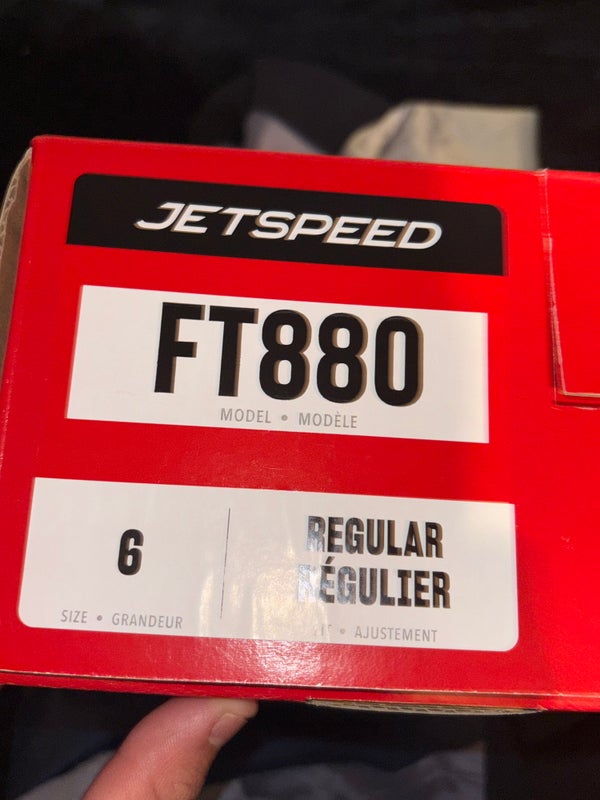 JETSPEED
FT880
MODEL • MODÈLE
6
SIZE • GRANDEUR
REGULAR
RÉGULIER
• AJUSTEMENT